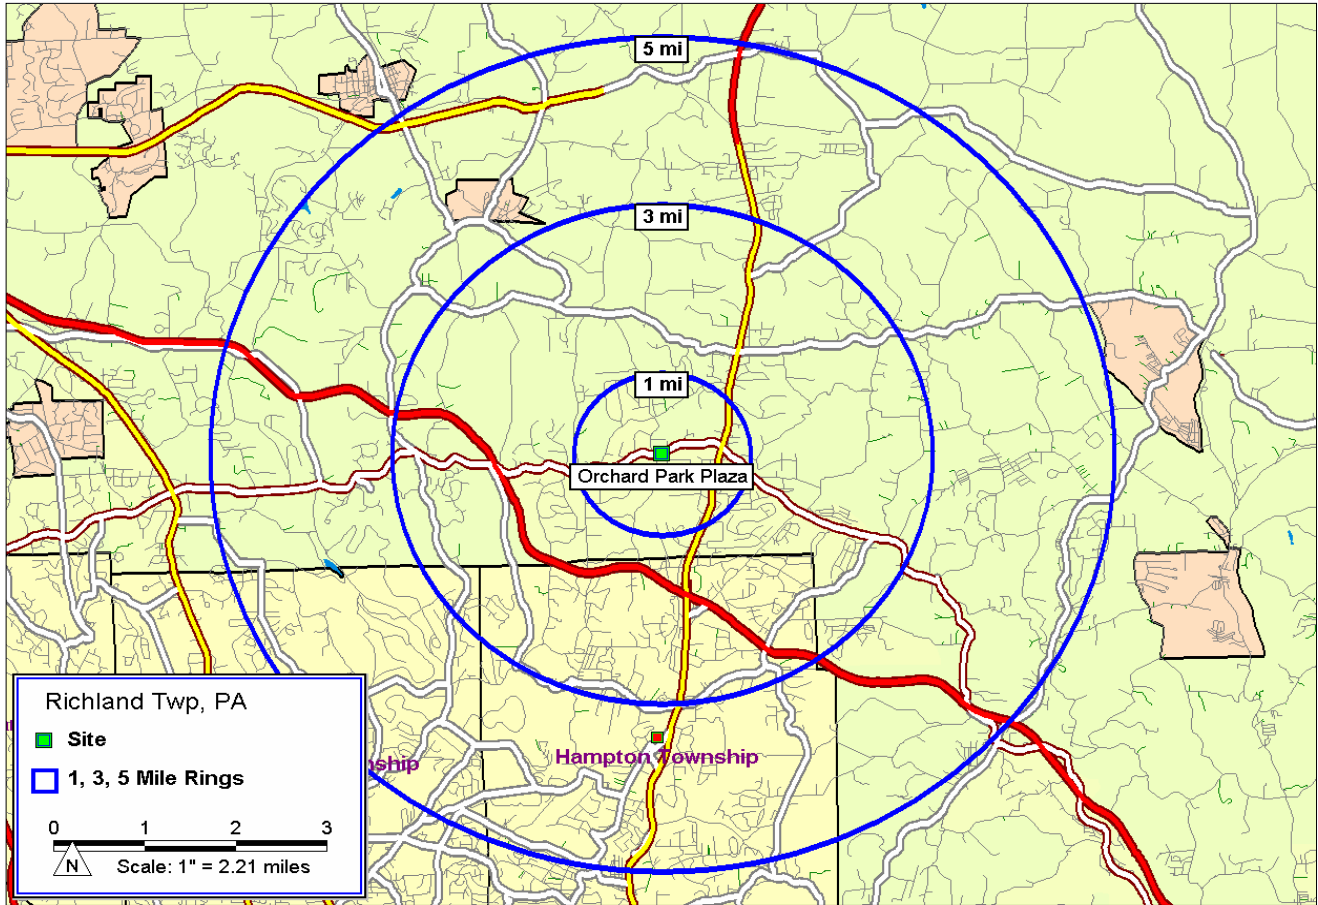 5 mi
3 mi
1 mi
Orchard Park Plaza
Richland Twp, PA
Site
1, 3, 5 Mile Rings
0 1 2 3
N
Scale: 1" = 2.21 miles
nship
Hampton Township